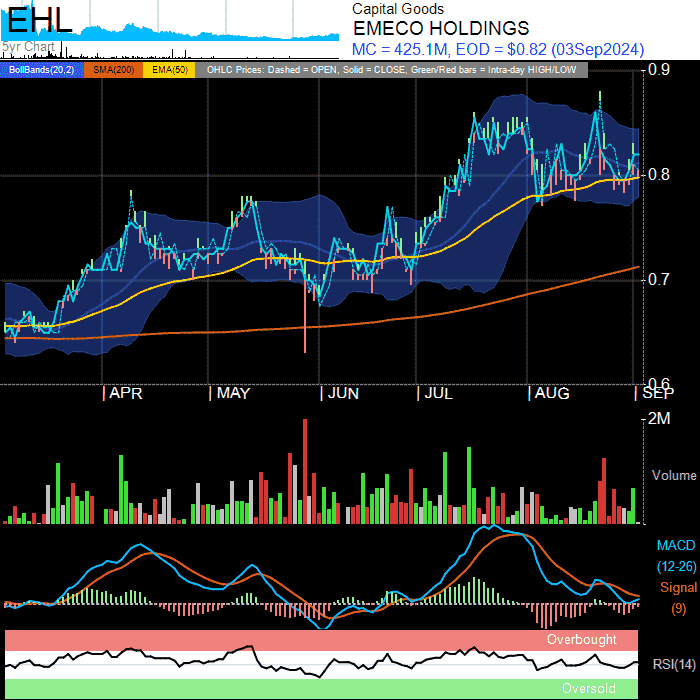 EHL
5yr Chart
Capital Goods
EMECO HOLDINGS
MC = 425.1M, EOD = $0.82 (03Sep2024)
BollBands(20,2) SMA(200) EMA(50) OHLC Prices: Dashed = OPEN, Solid = CLOSE, Green/Red bars = Intra-day HIGH/LOW
0.9
0.8
0.7
0.6
APR MAY JUN JUL AUG SEP
2M
Volume
MACD
(12-26)
Signal
(9)
Overbought
RSI(14)
Oversold